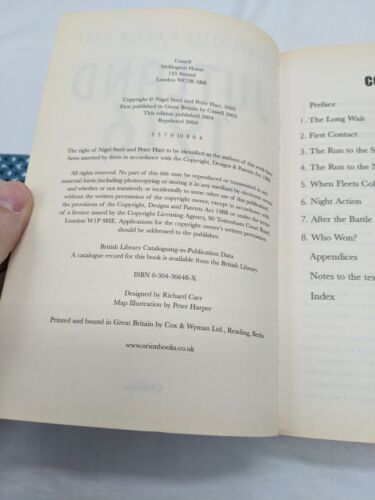 Cassell
Wellington House
125 Strand
London WC2R 0BB
Copyright © Nigel Steel and Peter Hart, 2003
First published in Great Britain by Cassell 2003
This edition published 2004
Reprinted 2004
3 5 7 9 10 8 6 4
The right of Nigel Steel and Peter Hart to be identified as the authors of this work have
been asserted by them in accordance with the Copyright, Designs & Patents Act 1988
All rights reserved. No part of this title may be reproduced or transmitted in any
material form (including photocopying or storing it in any medium by electronic means
and whether or not transiently or incidentally to some other use of this publication)
without the written permission of the copyright owner, except in accordance with
the provisions of the Copyright, Designs and Patents Act 1988 or under the terms
of a licence issued by the Copyright Licensing Agency, 90 Tottenham Court Road,
London W1P 9HE. Applications for the copyright owner's written permission
should be addressed to the publisher.
British Library Cataloguing-in-Publication Data
A catalogue record for this book is available from the British Library
ISBN 0-304-36648-X
Designed by Richard Carr
Map Illustration by Peter Harper
Printed and bound in Great Britain by Cox & Wyman Ltd., Reading, Berks.
www.orionbooks.co.uk
CO
Preface
1. The Long Wait
2. First Contact
3. The Run to the S
4. The Run to the N
5. When Fleets Col
6. Night Action
7. After the Battle
8. Who Won?
Appendices
Notes to the te
Index